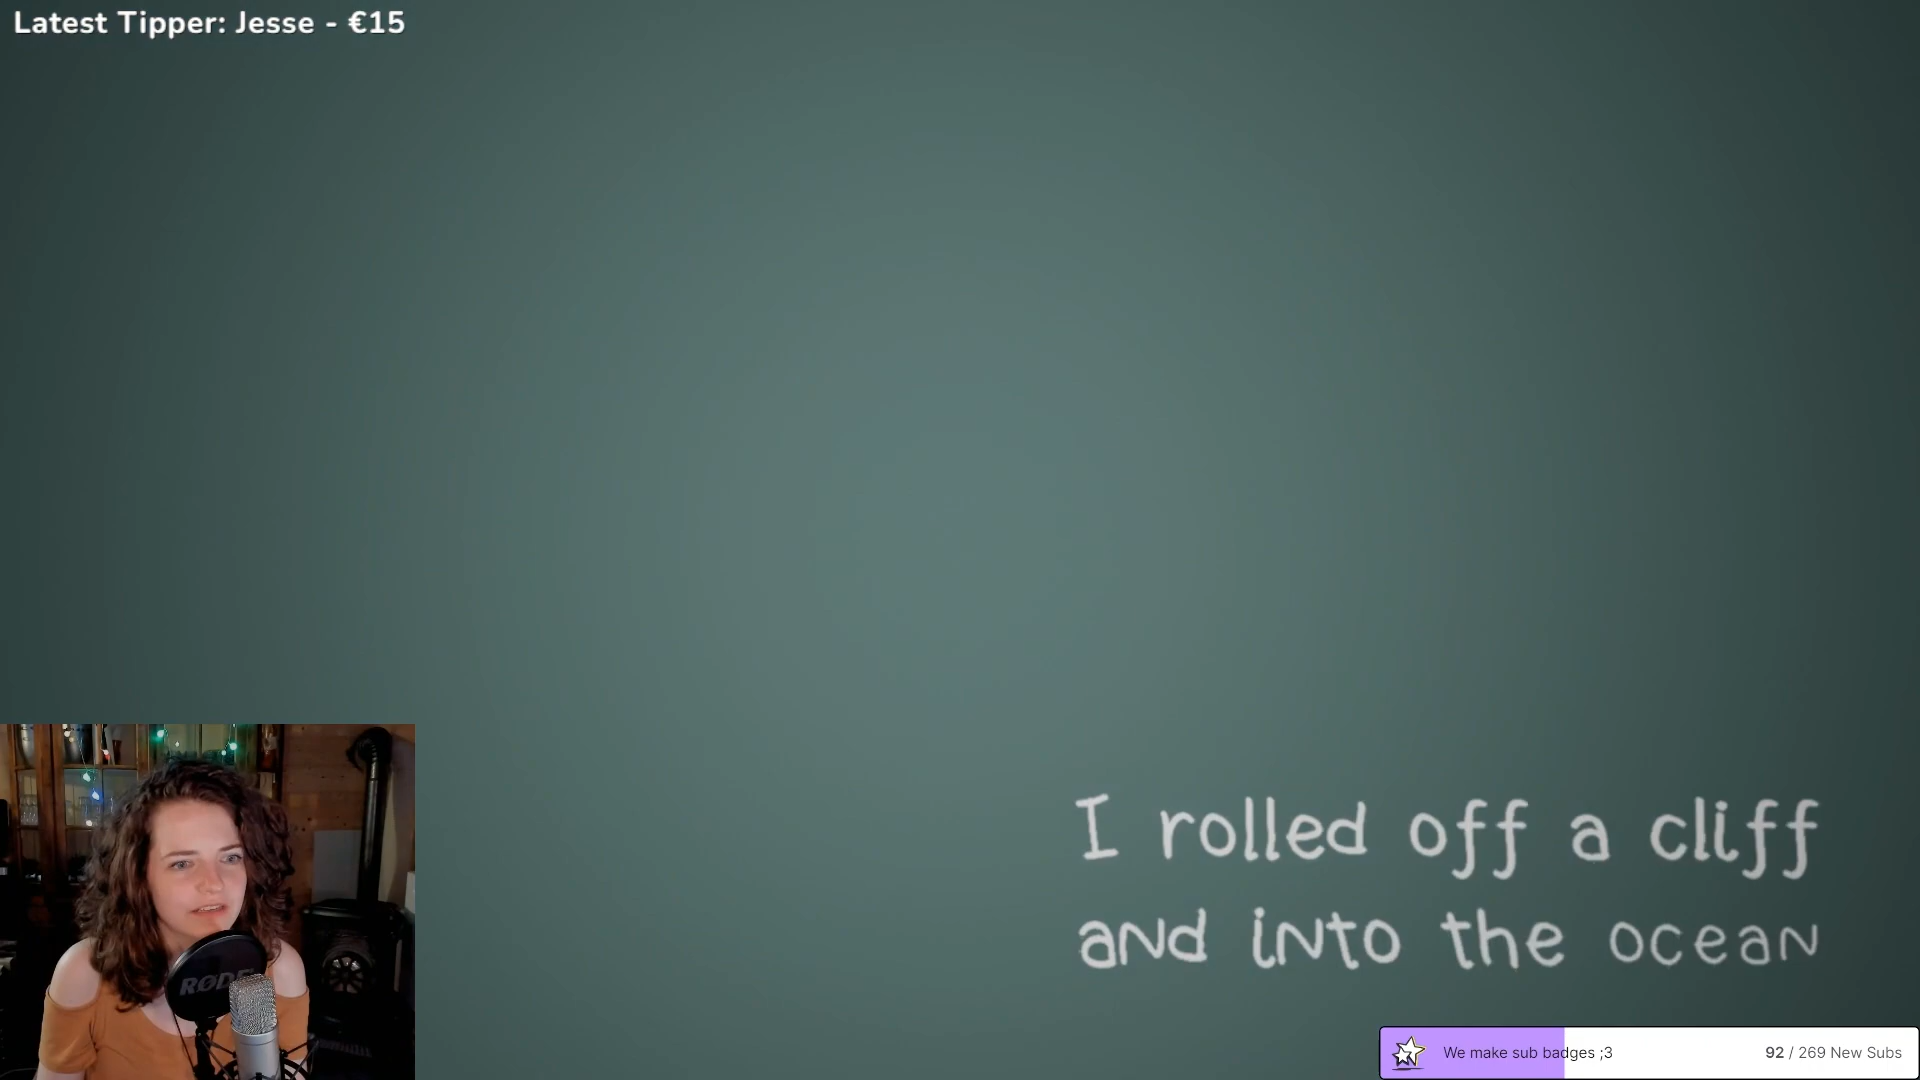 Latest Tipper: Jesse - €15
I rolled off a cliff
and into the ocean
RØDE
We make sub badges ;3
92 / 269 New Subs